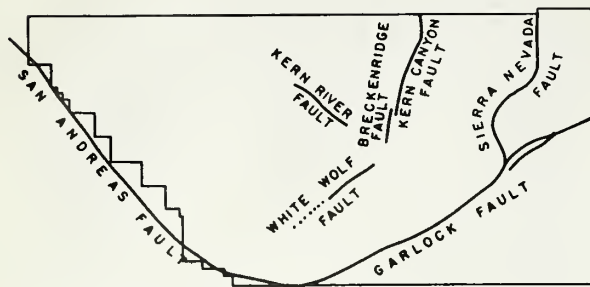 SAN ANDREAS FAULT
KERN RIVER
FAULT
BRECKENRIDGE
FAULT
KERN CANYON
FAULT
SIERRA NEVADA
FAULT
WHITE WOLF
FAULT
GARLOCK FAULT